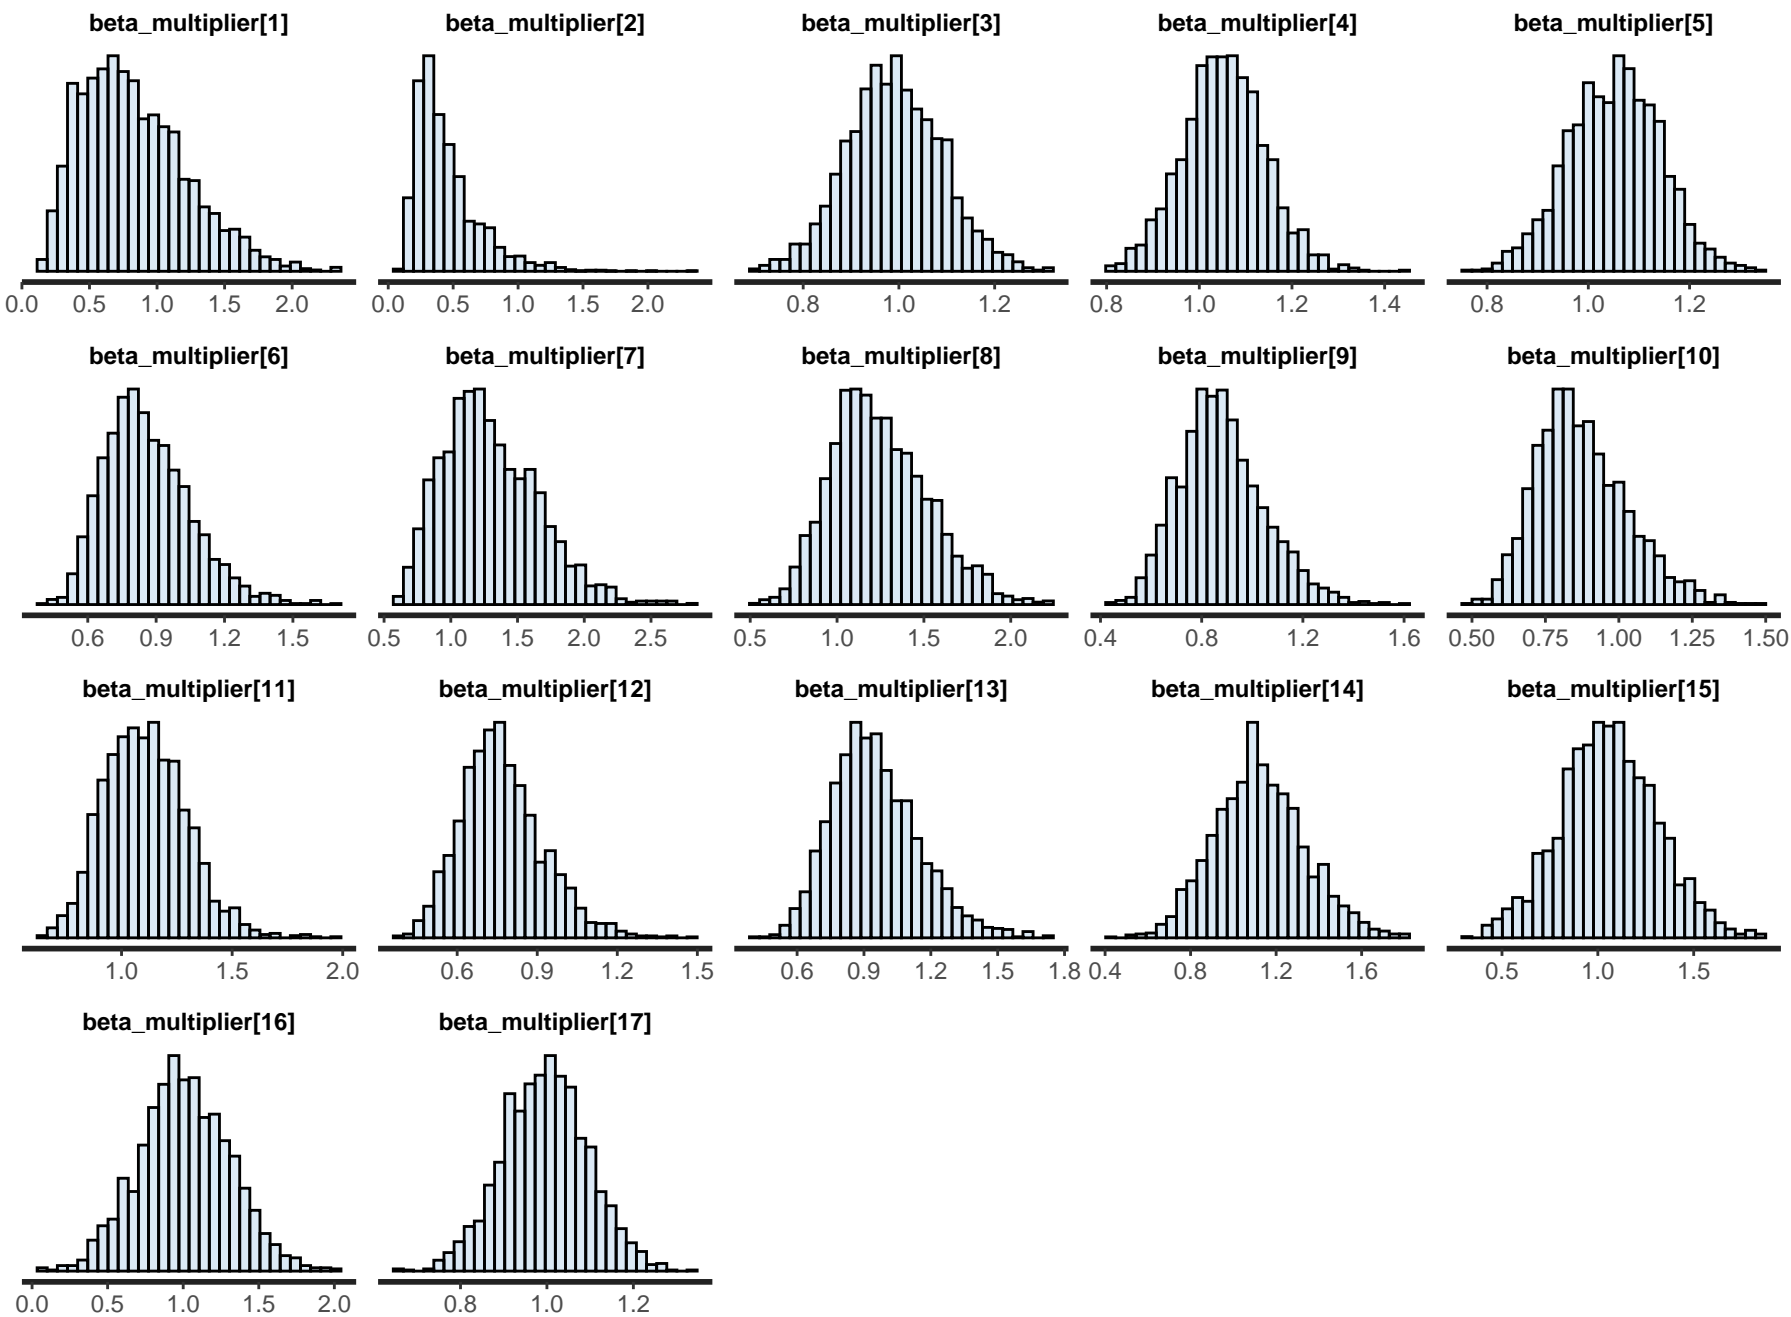 beta_multiplier[1] beta_multiplier[2] beta_multiplier[3] beta_multiplier[4] beta_multiplier[5]
0.0 0.5 1.0 1.5 2.0 0.0 0.5 1.0 1.5 2.0 0.8 1.0 1.2 0.8 1.0 1.2 1.4 0.8 1.0 1.2
beta_multiplier[6] beta_multiplier[7] beta_multiplier[8] beta_multiplier[9] beta_multiplier[10]
0.6 0.9 1.2 1.5 0.5 1.0 1.5 2.0 2.5 0.5 1.0 1.5 2.0 0.4 0.8 1.2 1.6 0.50 0.75 1.00 1.25 1.50
beta_multiplier[11] beta_multiplier[12] beta_multiplier[13] beta_multiplier[14] beta_multiplier[15]
1.0 1.5 2.0 0.6 0.9 1.2 1.5 0.6 0.9 1.2 1.5 1.8 0.4 0.8 1.2 1.6 0.5 1.0 1.5
beta_multiplier[16] beta_multiplier[17]
0.0 0.5 1.0 1.5 2.0 0.8 1.0 1.2